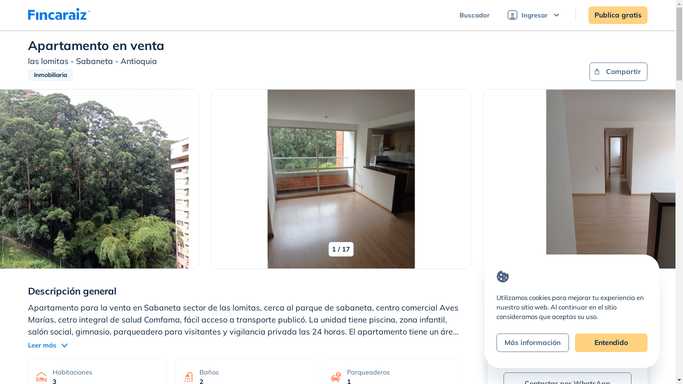 Fincaraiz
Buscador
Ingresar
Publica gratis
Apartamento en venta
las lomitas - Sabaneta - Antioquia
Inmobiliaria
Compartir
1 / 17
Descripción general
Apartamento para la venta en Sabaneta sector de las lomitas, cerca al parque de sabaneta, centro comercial Aves
Marías, cetro integral de salud Comfama, fácil acceso a transporte publicó. La unidad tiene piscina, zona infantil,
salón social, gimnasio, parqueadero para visitantes y vigilancia privada las 24 horas. El apartamento tiene un áre...
Leer más
Habitaciones
3
Baños
2
Parqueaderos
1
Utilizamos cookies para mejorar tu experiencia en
nuestro sitio web. Al continuar en el sitio
consideramos que aceptas su uso.
Más información
Entendido
Contactar por WhatsApp